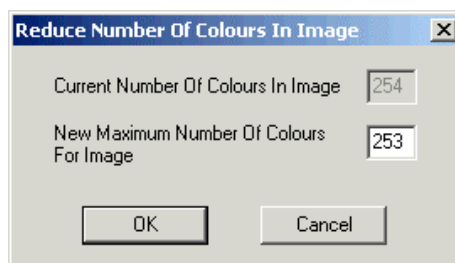 Reduce Number Of Colours In Image
Current Number Of Colours In Image 254
New Maximum Number Of Colours
For Image 253
OK Cancel